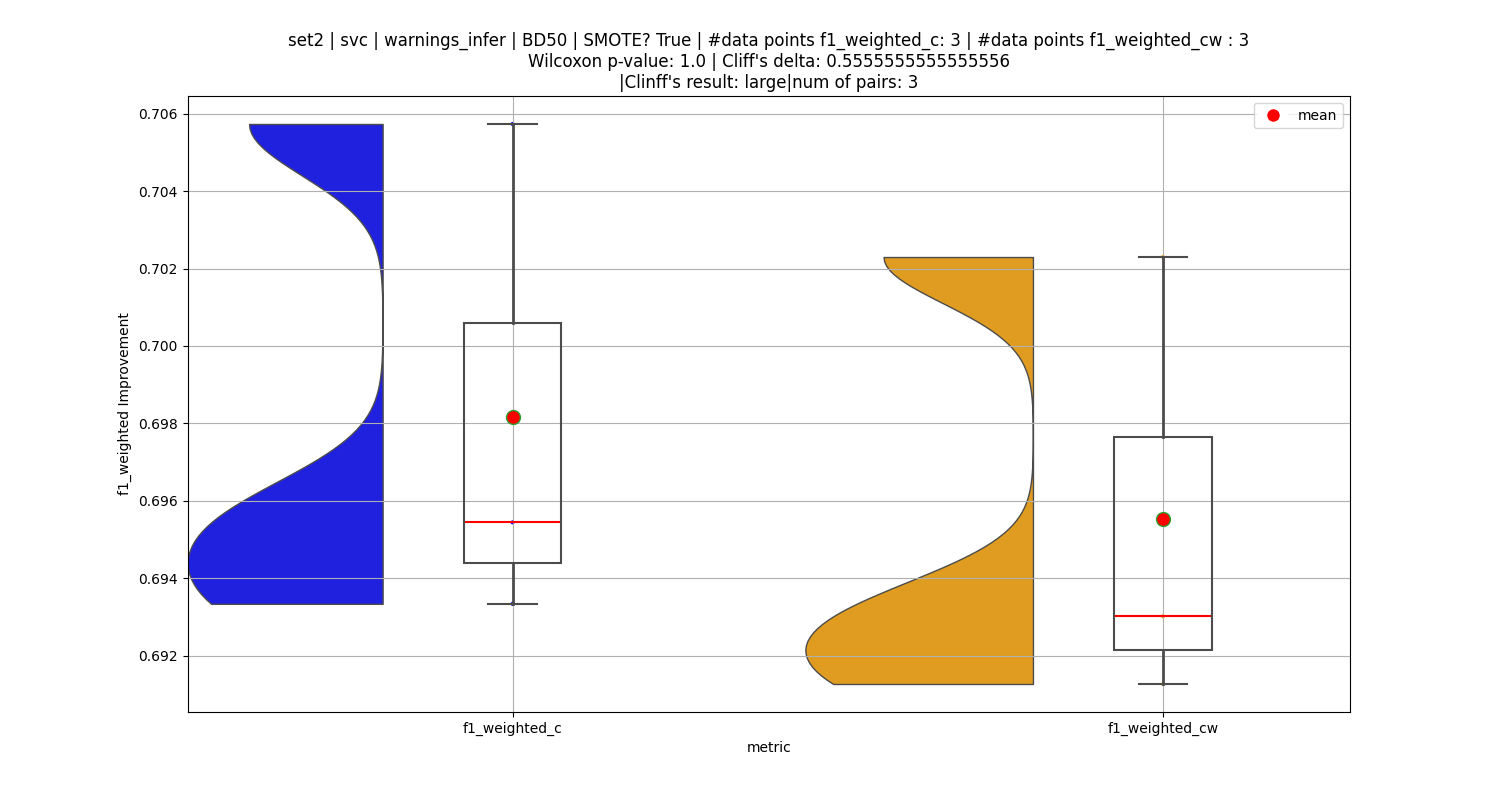 set2 | svc | warnings_infer | BD50 | SMOTE? True | #data points f1_weighted_c: 3 | #data points f1_weighted_cw : 3
Wilcoxon p-value: 1.0 | Cliff's delta: 0.5555555555555556
|Clinff's result: large|num of pairs: 3
mean
0.706
0.704
0.702
0.700
0.698
0.696
0.694
0.692
f1_weighted Improvement
f1_weighted_c
f1_weighted_cw
metric